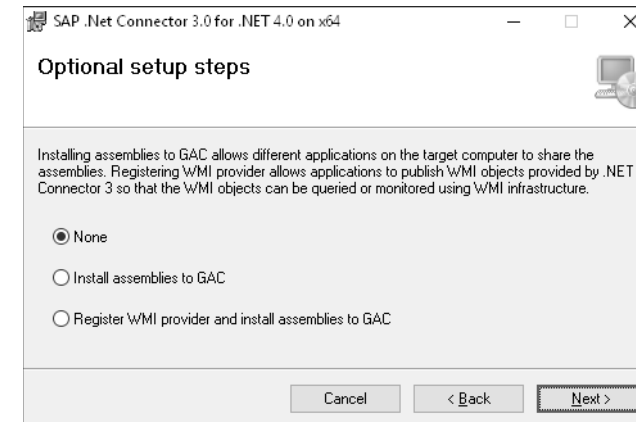 SAP .Net Connector 3.0 for .NET 4.0 on x64
Optional setup steps
Installing assemblies to GAC allows different applications on the target computer to share the
assemblies. Registering WMI provider allows applications to publish WMI objects provided by .NET
Connector 3 so that the WMI objects can be queried or monitored using WMI infrastructure.
None
Install assemblies to GAC
Register WMI provider and install assemblies to GAC
Cancel < Back Next >